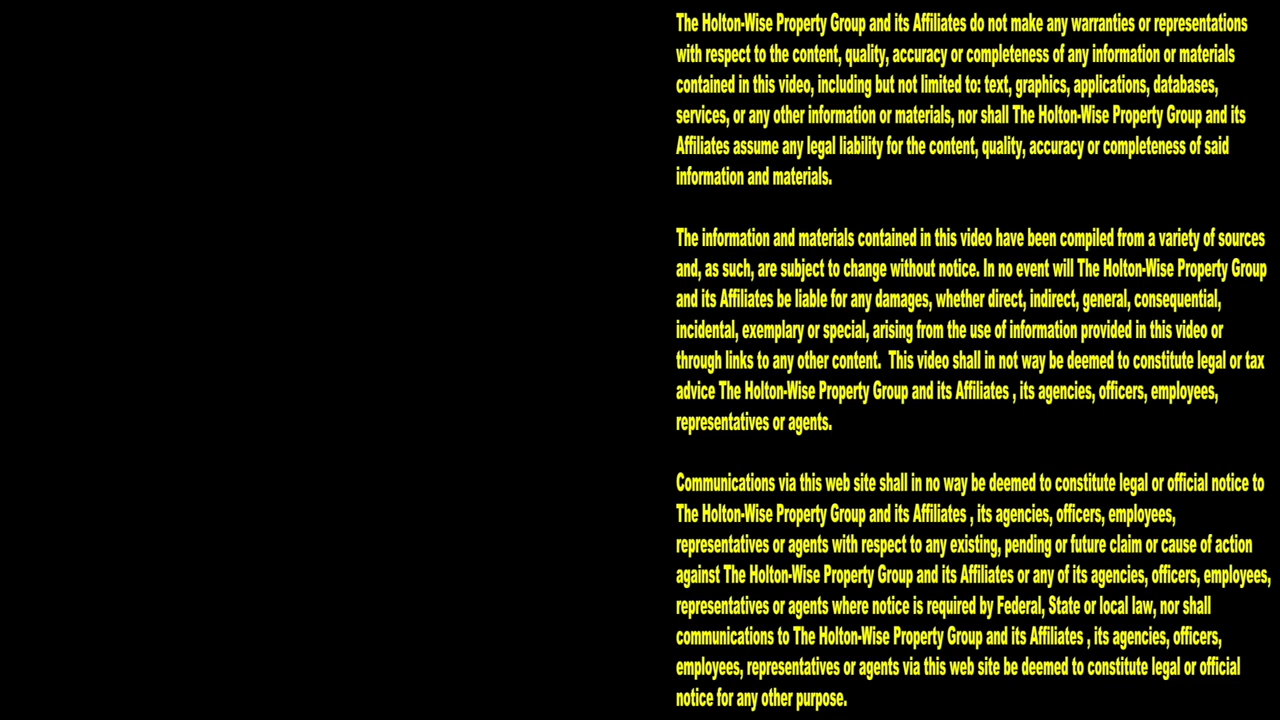 The Holton-Wise Property Group and its Affiliates do not make any warranties or representations
with respect to the content, quality, accuracy or completeness of any information or materials
contained in this video, including but not limited to: text, graphics, applications, databases,
services, or any other information or materials, nor shall The Holton-Wise Property Group and its
Affiliates assume any legal liability for the content, quality, accuracy or completeness of said
information and materials.
The information and materials contained in this video have been compiled from a variety of sources
and, as such, are subject to change without notice. In no event will The Holton-Wise Property Group
and its Affiliates be liable for any damages, whether direct, indirect, general, consequential,
incidental, exemplary or special, arising from the use of information provided in this video or
through links to any other content.  This video shall in not way be deemed to constitute legal or tax
advice The Holton-Wise Property Group and its Affiliates , its agencies, officers, employees,
representatives or agents.
Communications via this web site shall in no way be deemed to constitute legal or official notice to
The Holton-Wise Property Group and its Affiliates , its agencies, officers, employees,
representatives or agents with respect to any existing, pending or future claim or cause of action
against The Holton-Wise Property Group and its Affiliates or any of its agencies, officers, employees,
representatives or agents where notice is required by Federal, State or local law, nor shall
communications to The Holton-Wise Property Group and its Affiliates , its agencies, officers,
employees, representatives or agents via this web site be deemed to constitute legal or official
notice for any other purpose.